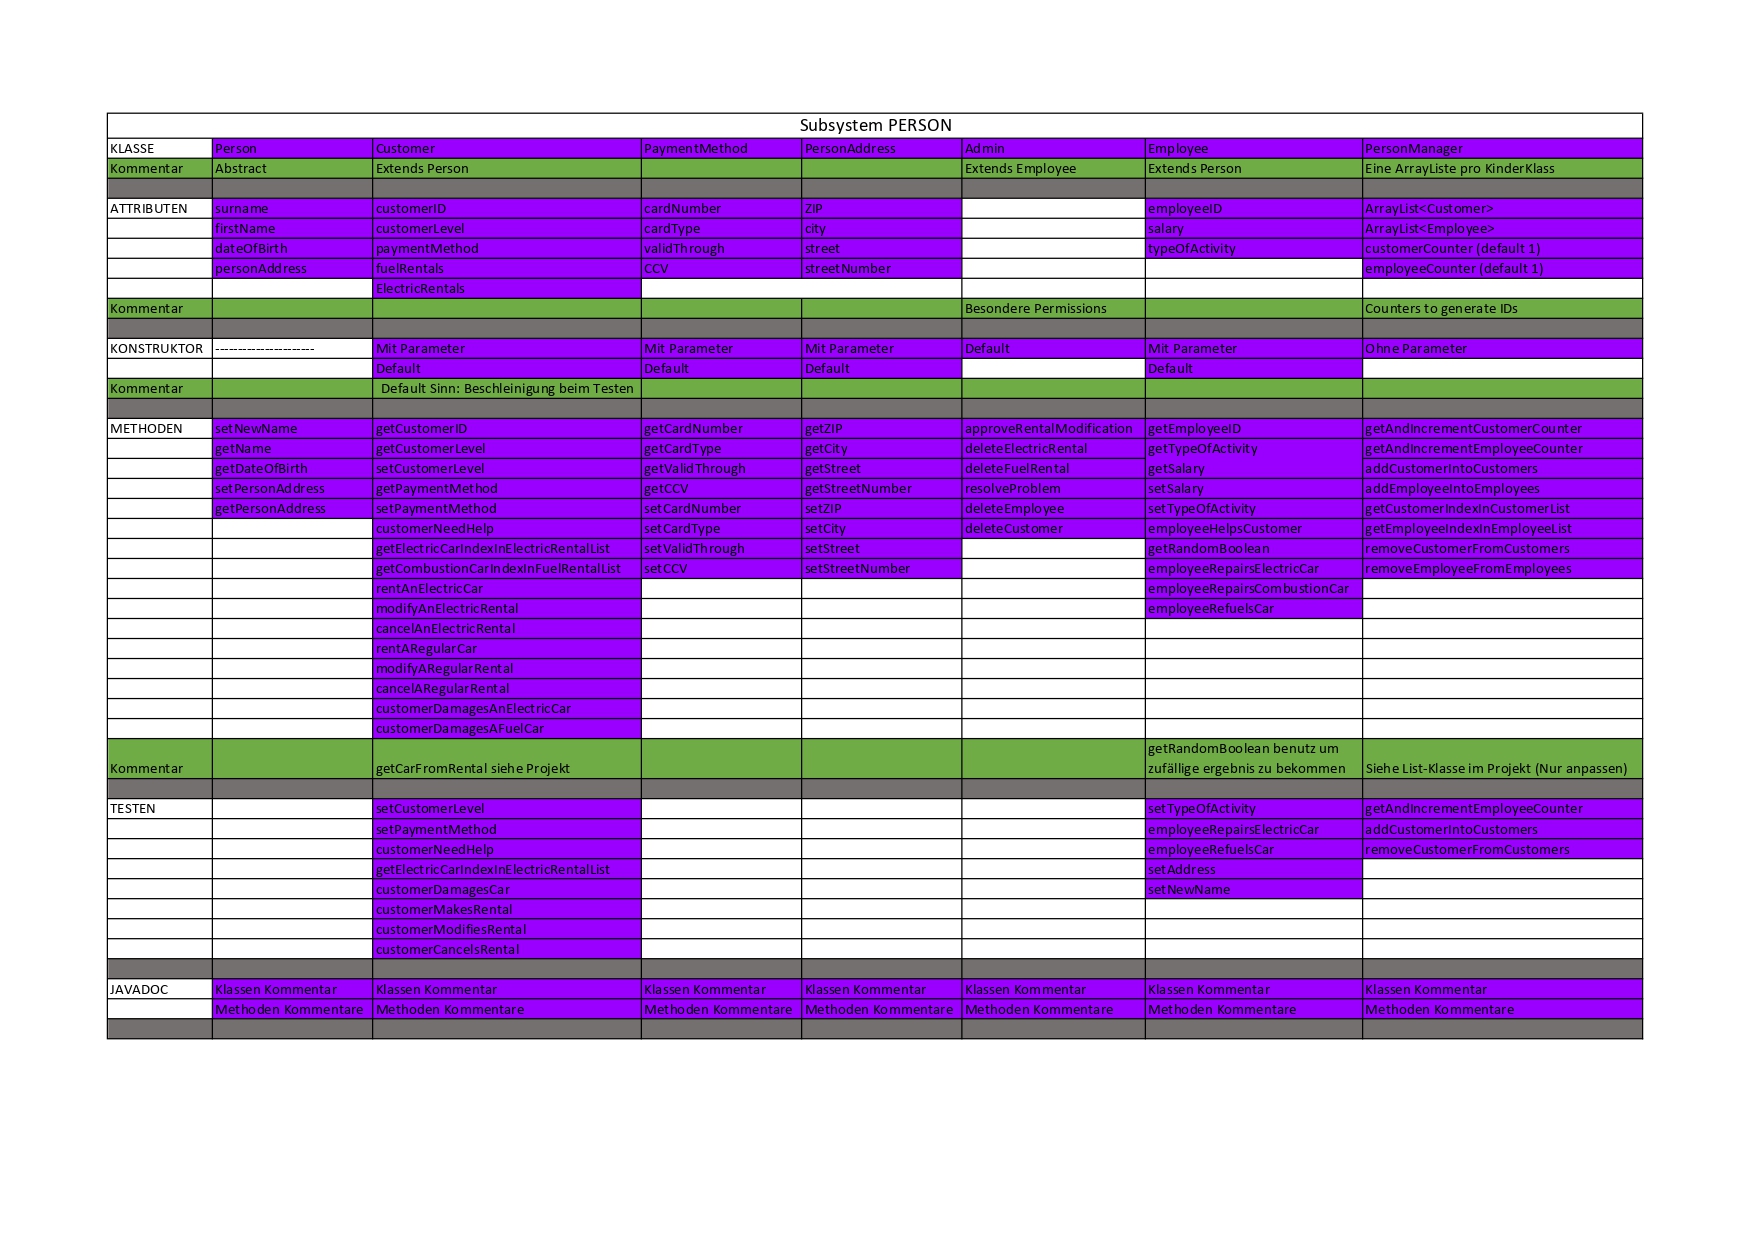 Subsystem PERSON
KLASSE Person Customer PaymentMethod PersonAddress Admin Employee PersonManager
Kommentar Abstract Extends Person Extends Employee Extends Person Eine ArrayListe pro KinderKlass
ATTRIBUTEN surname customerID cardNumber ZIP employeeID ArrayList<Customer>
firstName customerLevel cardType city salary ArrayList<Employee>
dateOfBirth paymentMethod validThrough street typeOfActivity customerCounter (default 1)
personAddress fuelRentals CCV streetNumber employeeCounter (default 1)
ElectricRentals
Kommentar Besondere Permissions Counters to generate IDs
KONSTRUKTOR ---------------------- Mit Parameter Mit Parameter Mit Parameter Default Mit Parameter Ohne Parameter
Default Default Default Default
Kommentar Default Sinn: Beschleinigung beim Testen
METHODEN setNewName getCustomerID getCardNumber getZIP approveRentalModification getEmployeeID getAndIncrementCustomerCounter
getName getCustomerLevel getCardType getCity deleteElectricRental getTypeOfActivity getAndIncrementEmployeeCounter
getDateOfBirth setCustomerLevel getValidThrough getStreet deleteFuelRental getSalary addCustomerIntoCustomers
setPersonAddress getPaymentMethod getCCV getStreetNumber resolveProblem setSalary addEmployeeIntoEmployees
getPersonAddress setPaymentMethod setCardNumber setZIP deleteEmployee setTypeOfActivity getCustomerIndexInCustomerList
customerNeedHelp setCardType setCity deleteCustomer employeeHelpsCustomer getEmployeeIndexInEmployeeList
getElectricCarIndexInElectricRentalList setValidThrough setStreet getRandomBoolean removeCustomerFromCustomers
getCombustionCarIndexInFuelRentalList setCCV setStreetNumber employeeRepairsElectricCar removeEmployeeFromEmployees
rentAnElectricCar employeeRepairsCombustionCar
modifyAnElectricRental employeeRefuelsCar
cancelAnElectricRental
rentARegularCar
modifyARegularRental
cancelARegularRental
customerDamagesAnElectricCar
customerDamagesAFuelCar
getRandomBoolean benutz um
Kommentar getCarFromRental siehe Projekt zufällige ergebnis zu bekommen Siehe List-Klasse im Projekt (Nur anpassen)
TESTEN setCustomerLevel setTypeOfActivity getAndIncrementEmployeeCounter
setPaymentMethod employeeRepairsElectricCar addCustomerIntoCustomers
customerNeedHelp employeeRefuelsCar removeCustomerFromCustomers
getElectricCarIndexInElectricRentalList setAddress
customerDamagesCar setNewName
customerMakesRental
customerModifiesRental
customerCancelsRental
JAVADOC Klassen Kommentar Klassen Kommentar Klassen Kommentar Klassen Kommentar Klassen Kommentar Klassen Kommentar Klassen Kommentar
Methoden Kommentare Methoden Kommentare Methoden Kommentare Methoden Kommentare Methoden Kommentare Methoden Kommentare Methoden Kommentare